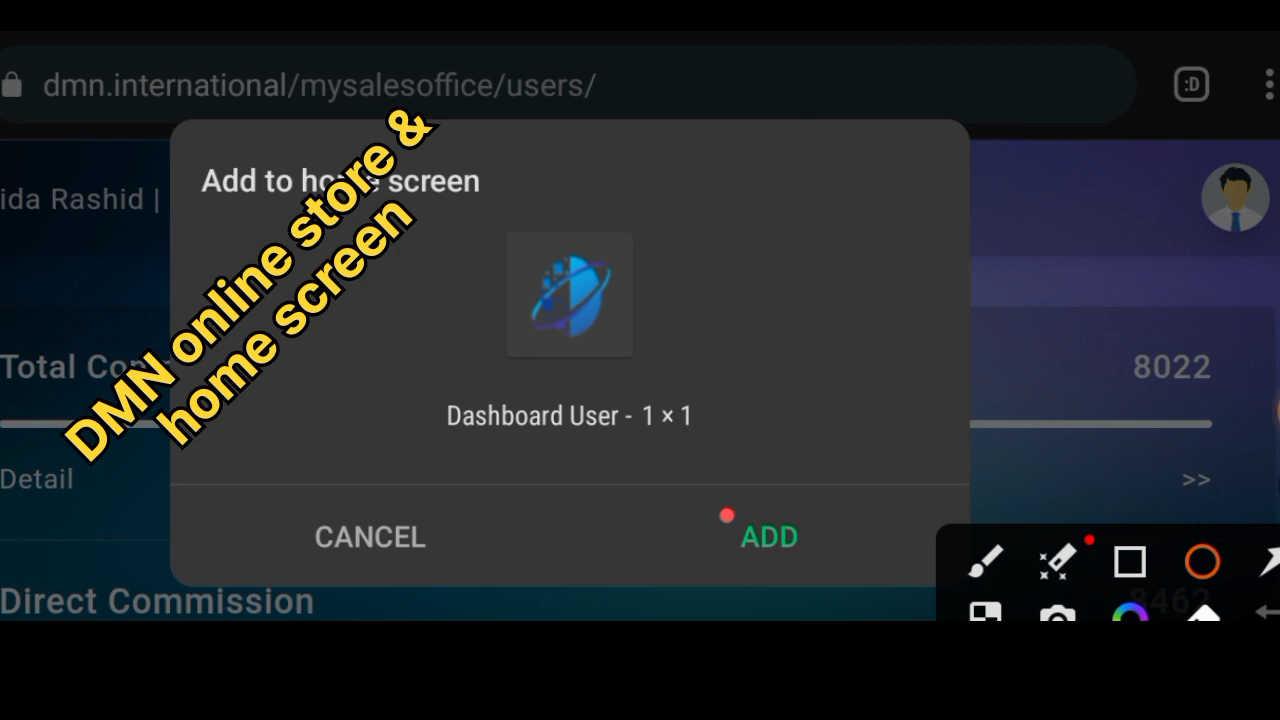 dmn.international/mysalesoffice/users/
:D
ida Rashid |
Add to home screen
DMN online store &
home screen
Total Co
8022
Dashboard User - 1 × 1
Detail
>>
CANCEL
ADD
Direct Commission
8462